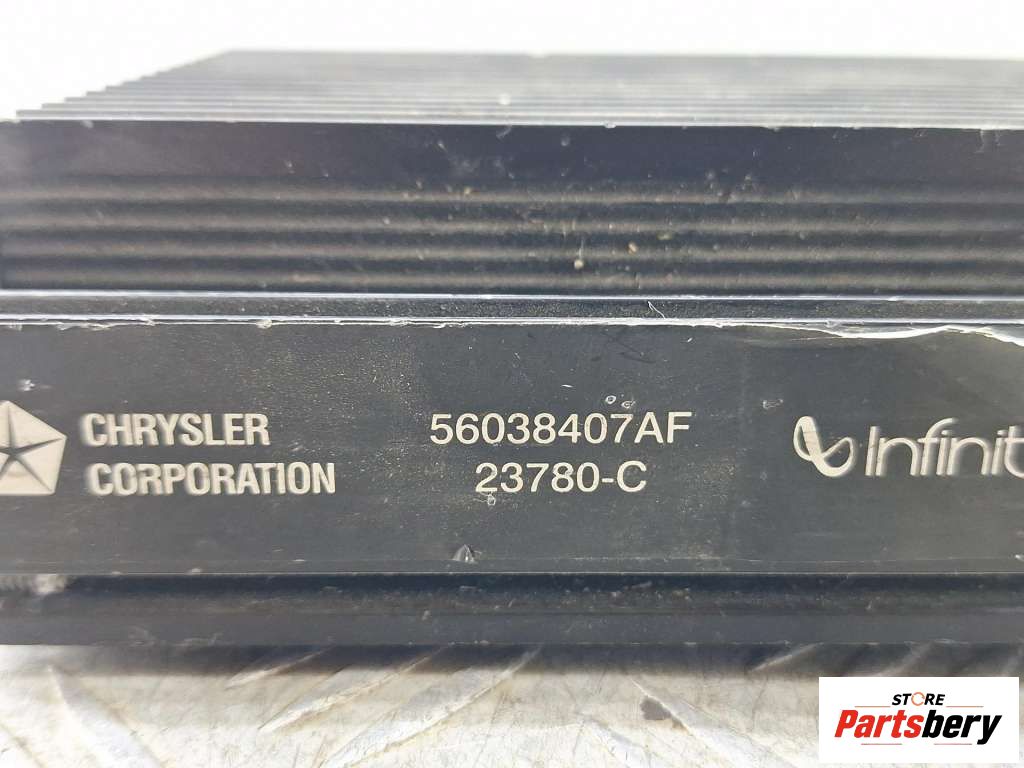 CHRYSLER
CORPORATION
56038407AF
23780-C
Infinit
STORE
Partsbery